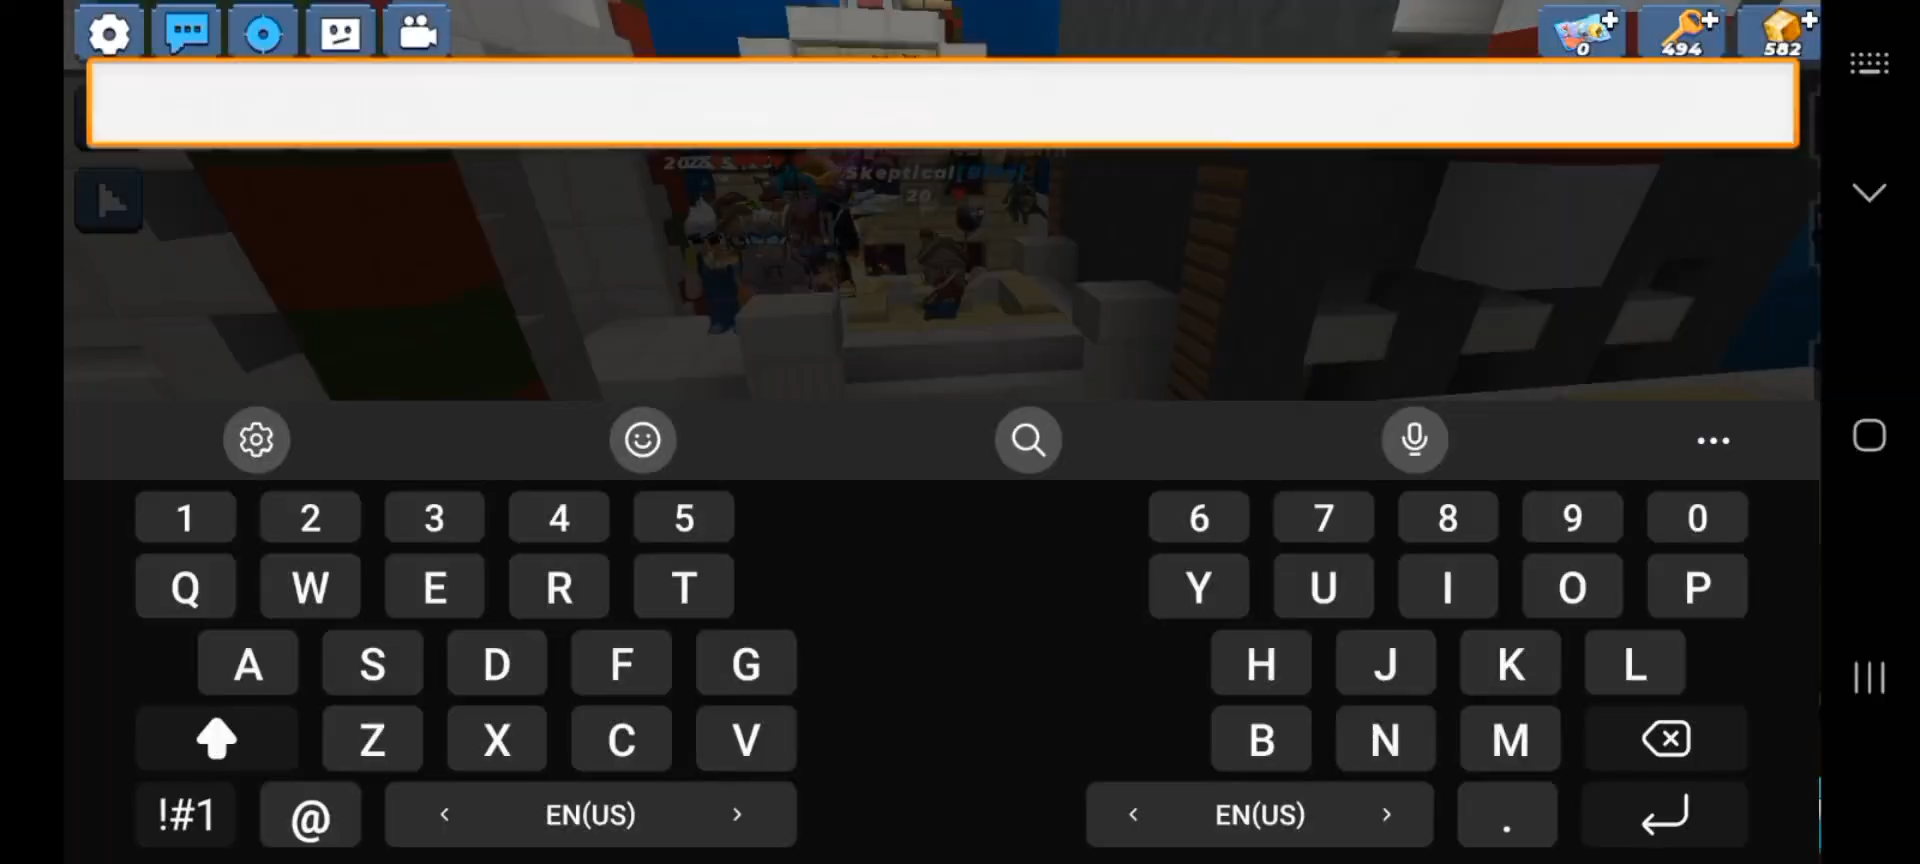 0
494
582
Skeptical
20
1 2 3 4 5 6 7 8 9 0
Q W E R T Y U I O P
A S D F G H J K L
Z X C V B N M
!#1 @ < EN(US) > < EN(US) > .